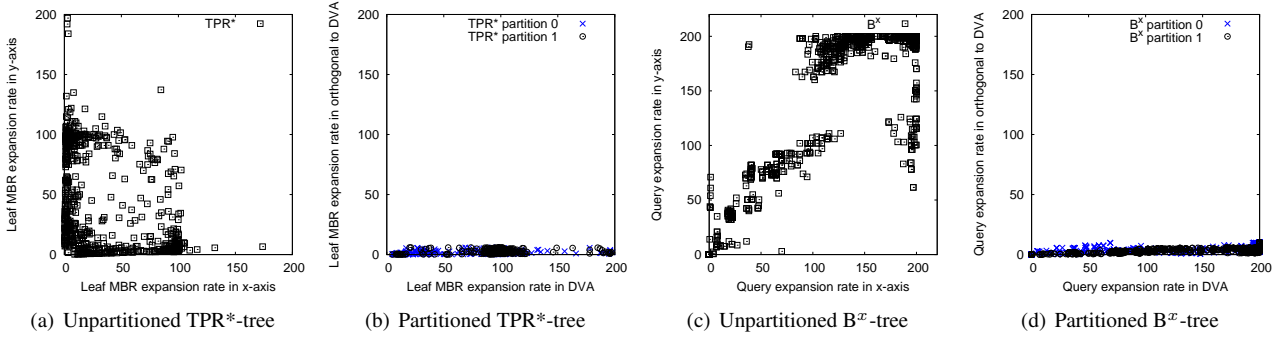 Leaf MBR expansion rate in y-axis
200
150
100
50
0
TPR*
0 50 100 150 200
Leaf MBR expansion rate in x-axis
(a) Unpartitioned TPR*-tree
Leaf MBR expansion rate in orthogonal to DVA
200
150
100
50
0
TPR* partition 0
TPR* partition 1
0 50 100 150 200
Leaf MBR expansion rate in DVA
(b) Partitioned TPR*-tree
Query expansion rate in y-axis
200
150
100
50
0
Bx
0 50 100 150 200
Query expansion rate in x-axis
(c) Unpartitioned Bx-tree
Query expansion rate in orthogonal to DVA
200
150
100
50
0
Bx partition 0
Bx partition 1
0 50 100 150 200
Query expansion rate in DVA
(d) Partitioned Bx-tree